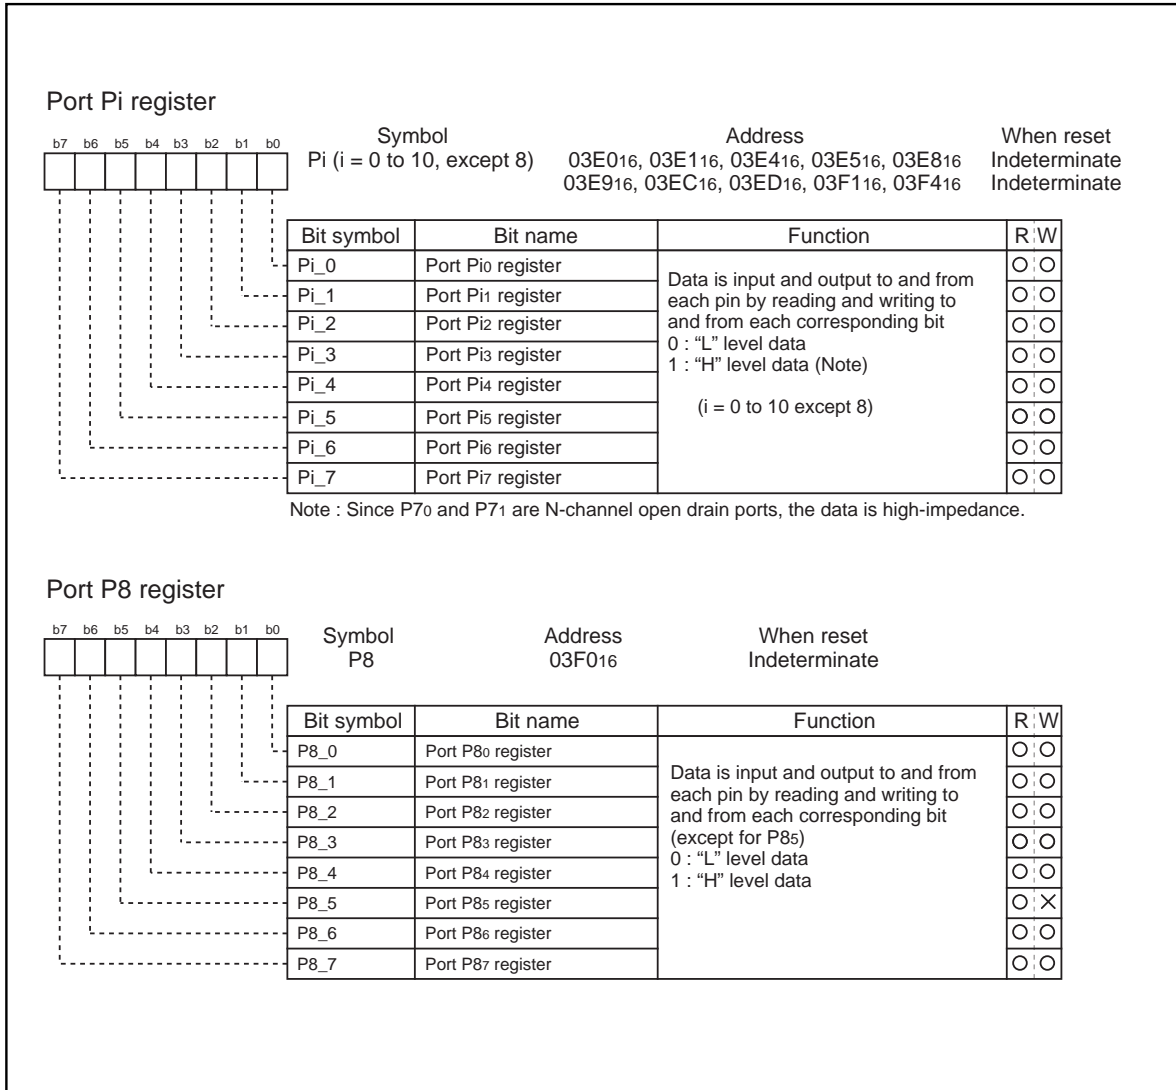 Port Pi register
b7 b6 b5 b4 b3 b2 b1 b0
Symbol Address When reset
Pi (i = 0 to 10, except 8) 03E016, 03E116, 03E416, 03E516, 03E816 Indeterminate
03E916, 03EC16, 03ED16, 03F116, 03F416 Indeterminate
Bit symbol Bit name Function R W
Pi_0 Port Pi0 register
Pi_1 Port Pi1 register
Pi_2 Port Pi2 register
Pi_3 Port Pi3 register
Pi_4 Port Pi4 register
Pi_5 Port Pi5 register
Pi_6 Port Pi6 register
Pi_7 Port Pi7 register
Data is input and output to and from
each pin by reading and writing to
and from each corresponding bit
0 : “L” level data
1 : “H” level data (Note)
(i = 0 to 10 except 8)
Note : Since P70 and P71 are N-channel open drain ports, the data is high-impedance.
Port P8 register
b7 b6 b5 b4 b3 b2 b1 b0
Symbol Address When reset
P8 03F016 Indeterminate
Bit symbol Bit name Function R W
P8_0 Port P80 register
P8_1 Port P81 register
P8_2 Port P82 register
P8_3 Port P83 register
P8_4 Port P84 register
P8_5 Port P85 register
P8_6 Port P86 register
P8_7 Port P87 register
Data is input and output to and from
each pin by reading and writing to
and from each corresponding bit
(except for P85)
0 : “L” level data
1 : “H” level data